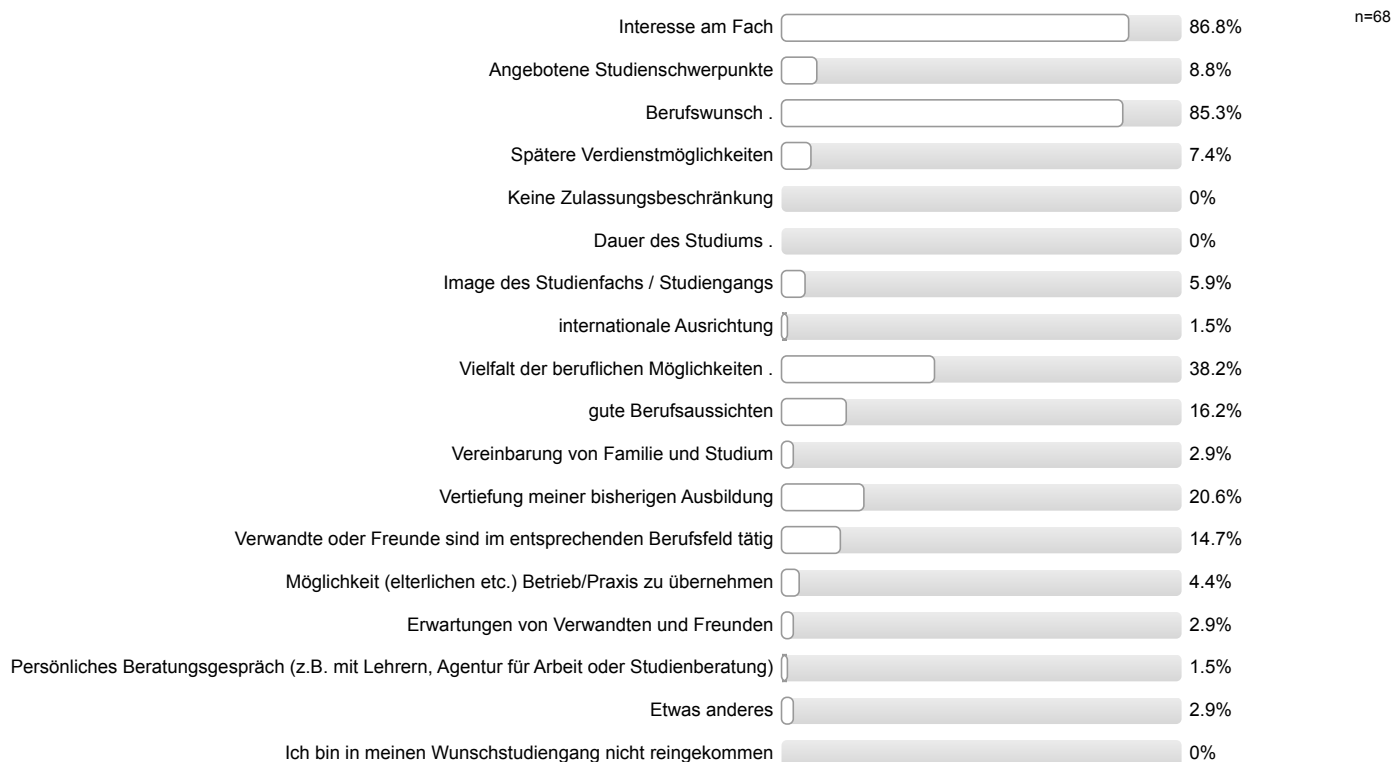 n=68
Interesse am Fach 86.8%
Angebotene Studienschwerpunkte 8.8%
Berufswunsch . 85.3%
Spätere Verdienstmöglichkeiten 7.4%
Keine Zulassungsbeschränkung 0%
Dauer des Studiums . 0%
Image des Studienfachs / Studiengangs 5.9%
internationale Ausrichtung 1.5%
Vielfalt der beruflichen Möglichkeiten . 38.2%
gute Berufsaussichten 16.2%
Vereinbarung von Familie und Studium 2.9%
Vertiefung meiner bisherigen Ausbildung 20.6%
Verwandte oder Freunde sind im entsprechenden Berufsfeld tätig 14.7%
Möglichkeit (elterlichen etc.) Betrieb/Praxis zu übernehmen 4.4%
Erwartungen von Verwandten und Freunden 2.9%
Persönliches Beratungsgespräch (z.B. mit Lehrern, Agentur für Arbeit oder Studienberatung) 1.5%
Etwas anderes 2.9%
Ich bin in meinen Wunschstudiengang nicht reingekommen 0%